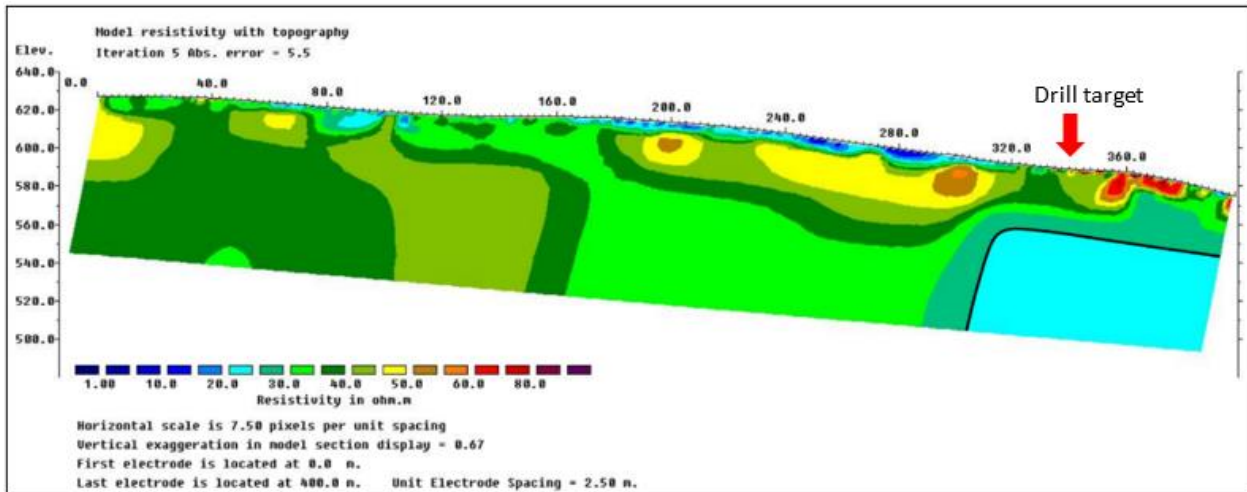 Model resistivity with topography
Iteration 5 Abs. error = 5.5
Elev.
640.0
620.0
600.0
580.0
560.0
540.0
520.0
500.0
0.0
40.0
80.0
120.0
160.0
200.0
240.0
280.0
320.0
360.0
Drill target
1.00 10.0 20.0 30.0 40.0 50.0 60.0 80.0
Resistivity in ohm.m
Horizontal scale is 7.50 pixels per unit spacing
Vertical exaggeration in model section display = 0.67
First electrode is located at 0.0 m.
Last electrode is located at 400.0 m. Unit Electrode Spacing = 2.50 m.